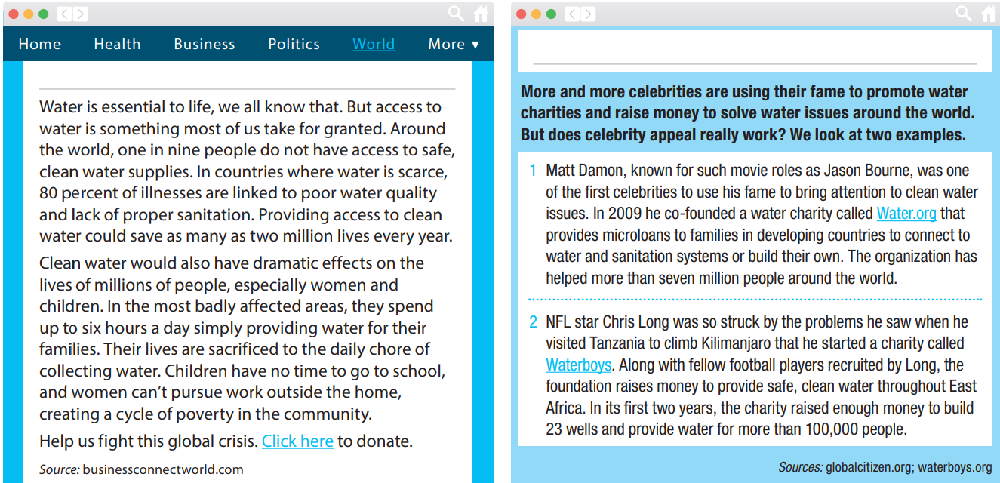 Home Health Business Politics World More ▼
Water is essential to life, we all know that. But access to
water is something most of us take for granted. Around
the world, one in nine people do not have access to safe,
clean water supplies. In countries where water is scarce,
80 percent of illnesses are linked to poor water quality
and lack of proper sanitation. Providing access to clean
water could save as many as two million lives every year.
Clean water would also have dramatic effects on the
lives of millions of people, especially women and
children. In the most badly affected areas, they spend
up to six hours a day simply providing water for their
families. Their lives are sacrificed to the daily chore of
collecting water. Children have no time to go to school,
and women can’t pursue work outside the home,
creating a cycle of poverty in the community.
Help us fight this global crisis. Click here to donate.
Source: businessconnectworld.com
More and more celebrities are using their fame to promote water
charities and raise money to solve water issues around the world.
But does celebrity appeal really work? We look at two examples.
1 Matt Damon, known for such movie roles as Jason Bourne, was one
of the first celebrities to use his fame to bring attention to clean water
issues. In 2009 he co-founded a water charity called Water.org that
provides microloans to families in developing countries to connect to
water and sanitation systems or build their own. The organization has
helped more than seven million people around the world.
2 NFL star Chris Long was so struck by the problems he saw when he
visited Tanzania to climb Kilimanjaro that he started a charity called
Waterboys. Along with fellow football players recruited by Long, the
foundation raises money to provide safe, clean water throughout East
Africa. In its first two years, the charity raised enough money to build
23 wells and provide water for more than 100,000 people.
Sources: globalcitizen.org; waterboys.org